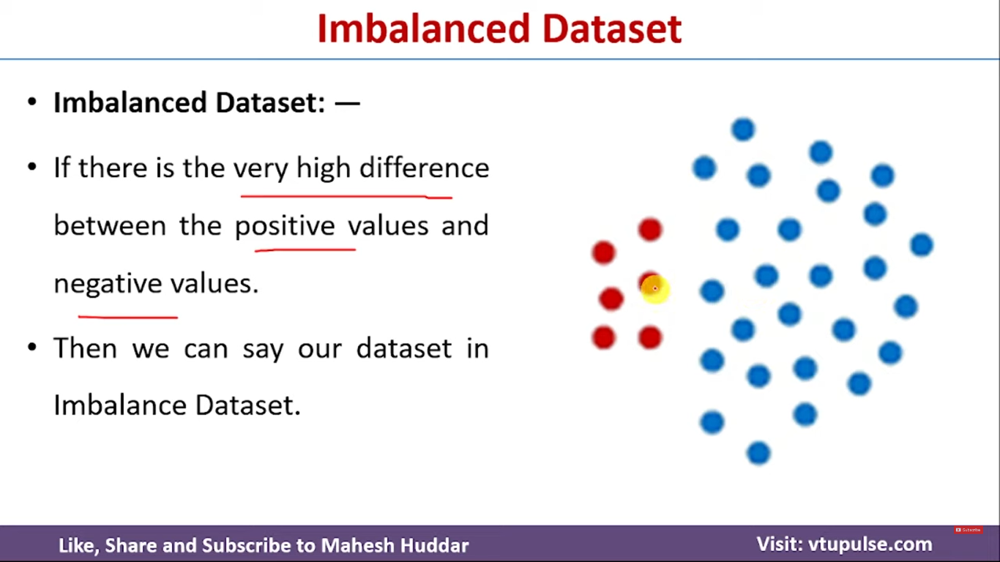 Imbalanced Dataset
• Imbalanced Dataset: —
• If there is the very high difference
between the positive values and
negative values.
• Then we can say our dataset in
Imbalance Dataset.
Subscribe
Like, Share and Subscribe to Mahesh Huddar
Visit: vtupulse.com